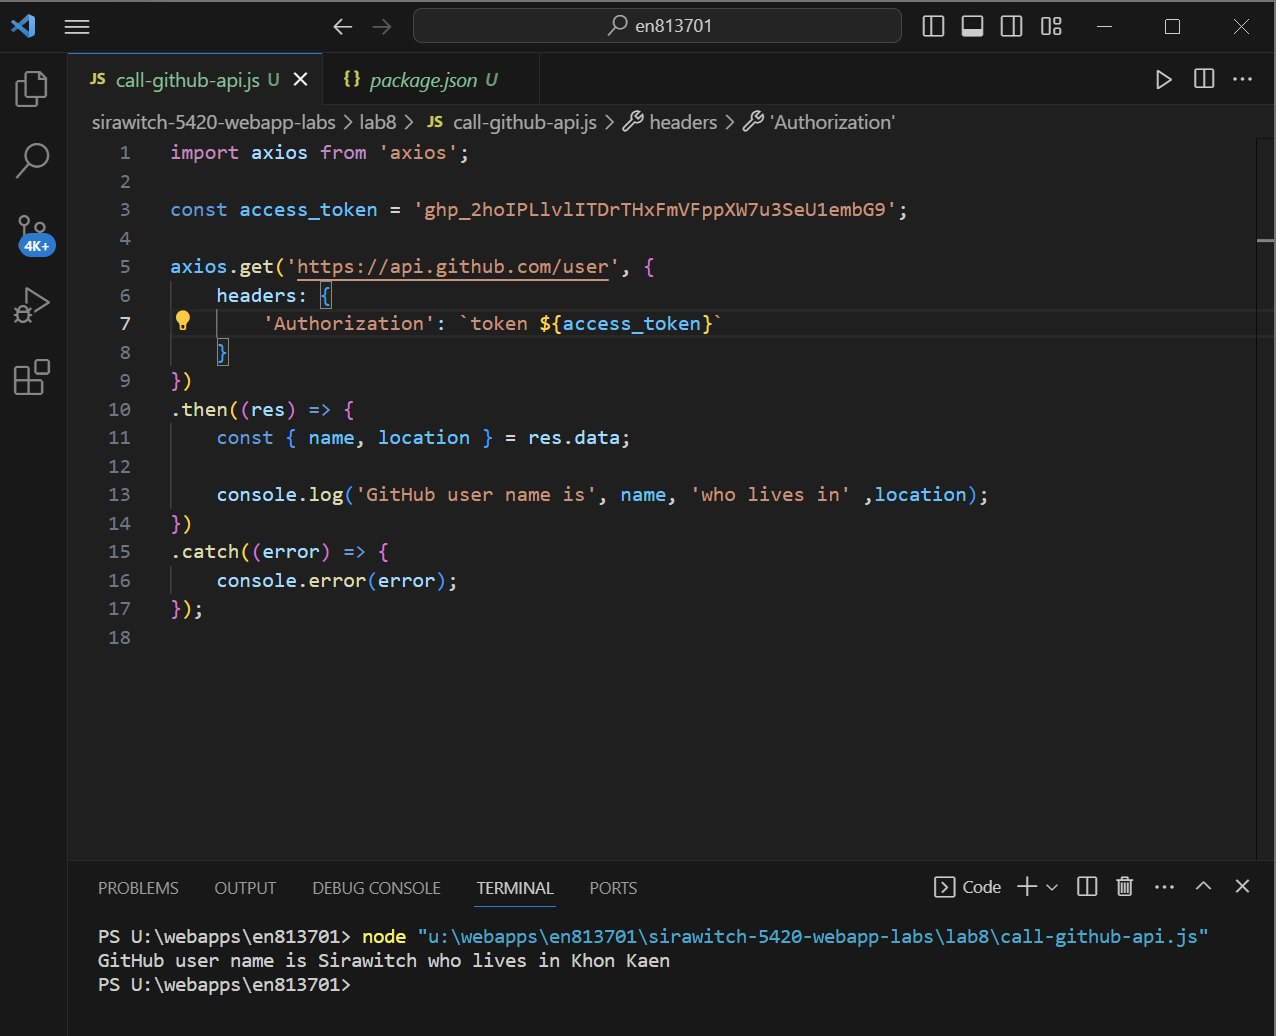 en813701
JS call-github-api.js U
{} package.json U
sirawitch-5420-webapp-labs > lab8 > JS call-github-api.js > headers > 'Authorization'
1 import axios from 'axios';
2
3 const access_token = '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';
4
5 axios.get('https://api.github.com/user', {
6 headers: {
7 'Authorization': `token ${access_token}`
8 }
9 })
10 .then((res) => {
11 const { name, location } = res.data;
12
13 console.log('GitHub user name is', name, 'who lives in' ,location);
14 })
15 .catch((error) => {
16 console.error(error);
17 });
18
4K+
PROBLEMS OUTPUT DEBUG CONSOLE TERMINAL PORTS Code
PS U:\webapps\en813701> node "u:\webapps\en813701\sirawitch-5420-webapp-labs\lab8\call-github-api.js"
GitHub user name is Sirawitch who lives in Khon Kaen
PS U:\webapps\en813701>